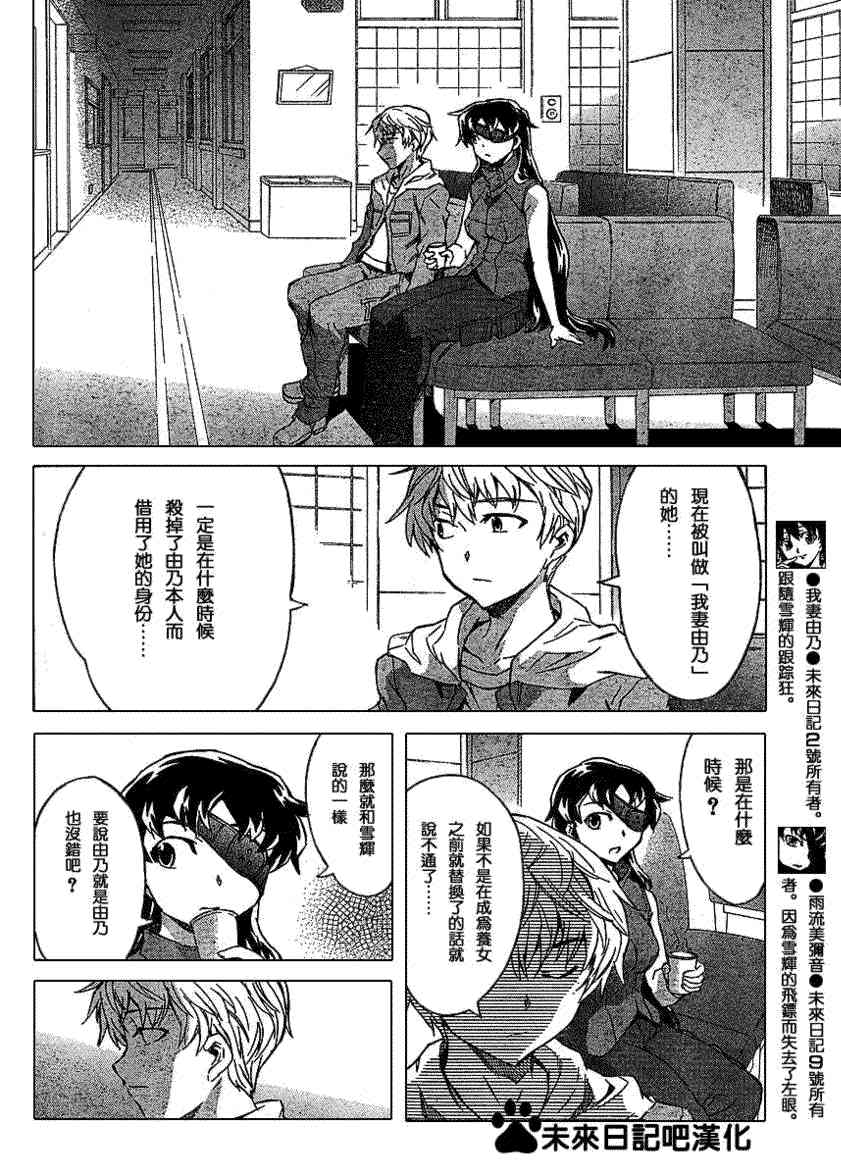 現在被叫做「我妻由乃」
的她……
一定是在什麼時候
殺掉了由乃本人而
借用了她的身份……
那是在什麼
時候？
如果不是在成為養女
之前就替換了的話就
說不通了……
那麼就和雪輝
說的一樣
要說由乃就是由乃
也沒錯吧？
●我妻由乃●未來日記2號所有者。
跟隨雪輝的跟踪狂。
●雨流美彌音●未來日記9號所有
者。因為雪輝的飛鏢而失去了左眼。
未來日記吧漢化